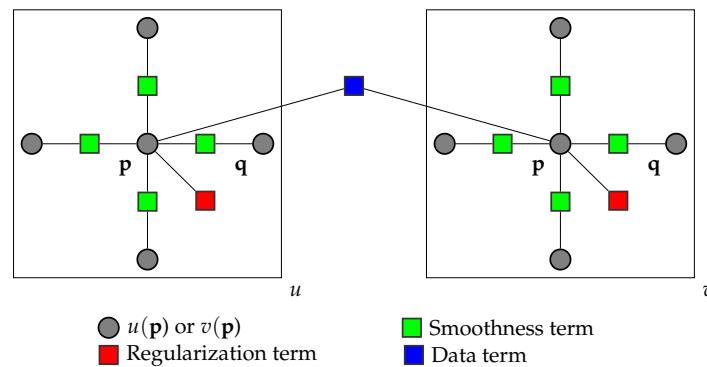 p q p q
u v
u(p) or v(p) Smoothness term
Regularization term Data term